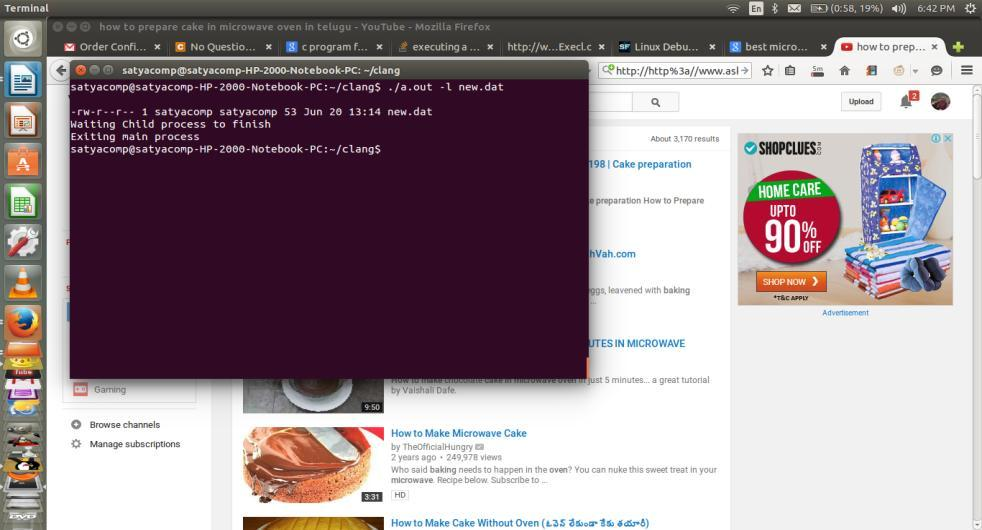 Terminal
En
(0:58, 19%)
6:42 PM
how to prepare cake in microwave oven in telugu - YouTube - Mozilla Firefox
Order Confi... ×
No Questio... ×
c program f... ×
executing a ... ×
http://w...Execl.c ×
Linux Debu... ×
best micro... ×
how to prep... ×
satyacomp@satyacomp-HP-2000-Notebook-PC: ~/clang
http://http%3a//www.asl
5m
satyacomp@satyacomp-HP-2000-Notebook-PC:~/clang$ ./a.out -l new.dat
-rw-r--r-- 1 satyacomp satyacomp 53 Jun 20 13:14 new.dat
Waiting Child process to finish
Exiting main process
satyacomp@satyacomp-HP-2000-Notebook-PC:~/clang$
Upload
2
About 3,170 results
198 | Cake preparation
preparation How to Prepare
hVah.com
eggs, leavened with baking
...
UTES IN MICROWAVE
How to make chocolate cake in microwave oven in just 5 minutes... a great tutorial
by Vaishali Dafe.
9:50
SHOPCLUES
HOME CARE
UPTO
90% OFF
SHOP NOW
*T&C APPLY
Advertisement
Gaming
Browse channels
Manage subscriptions
How to Make Microwave Cake
by TheOfficialHungry
2 years ago • 249,978 views
Who said baking needs to happen in the oven? You can nuke this sweet treat in your
microwave. Recipe below. Subscribe to ...
HD
3:31
How to Make Cake Without Oven (ఓవెన్ లేకుండా కేకు తయారీ)
Tube